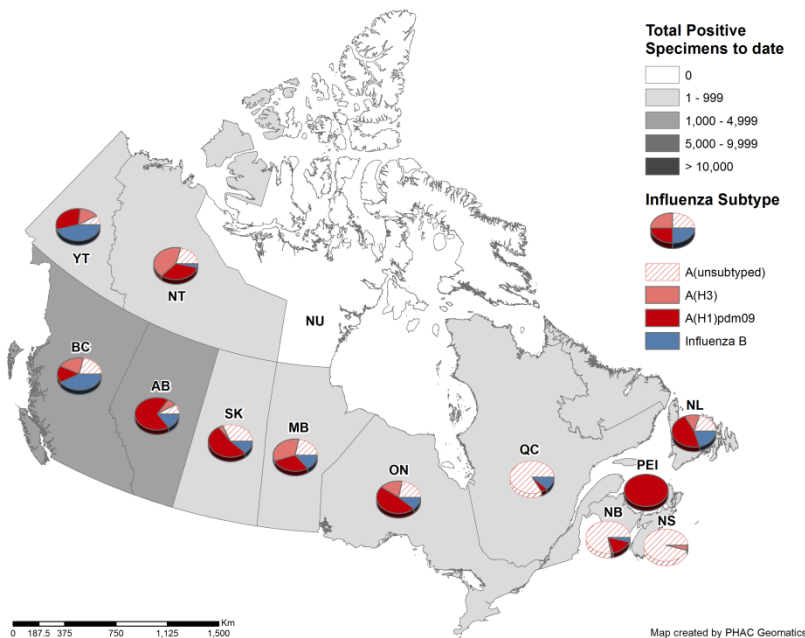 Total Positive
Specimens to date
0
1 - 999
1,000 - 4,999
5,000 - 9,999
> 10,000
Influenza Subtype
A(unsubtyped)
A(H3)
A(H1)pdm09
Influenza B
YT
NT
NU
BC
AB
SK
MB
ON
QC
NL
PEI
NB
NS
Km
0 187.5 375 750 1,125 1,500
Map created by PHAC Geomatics